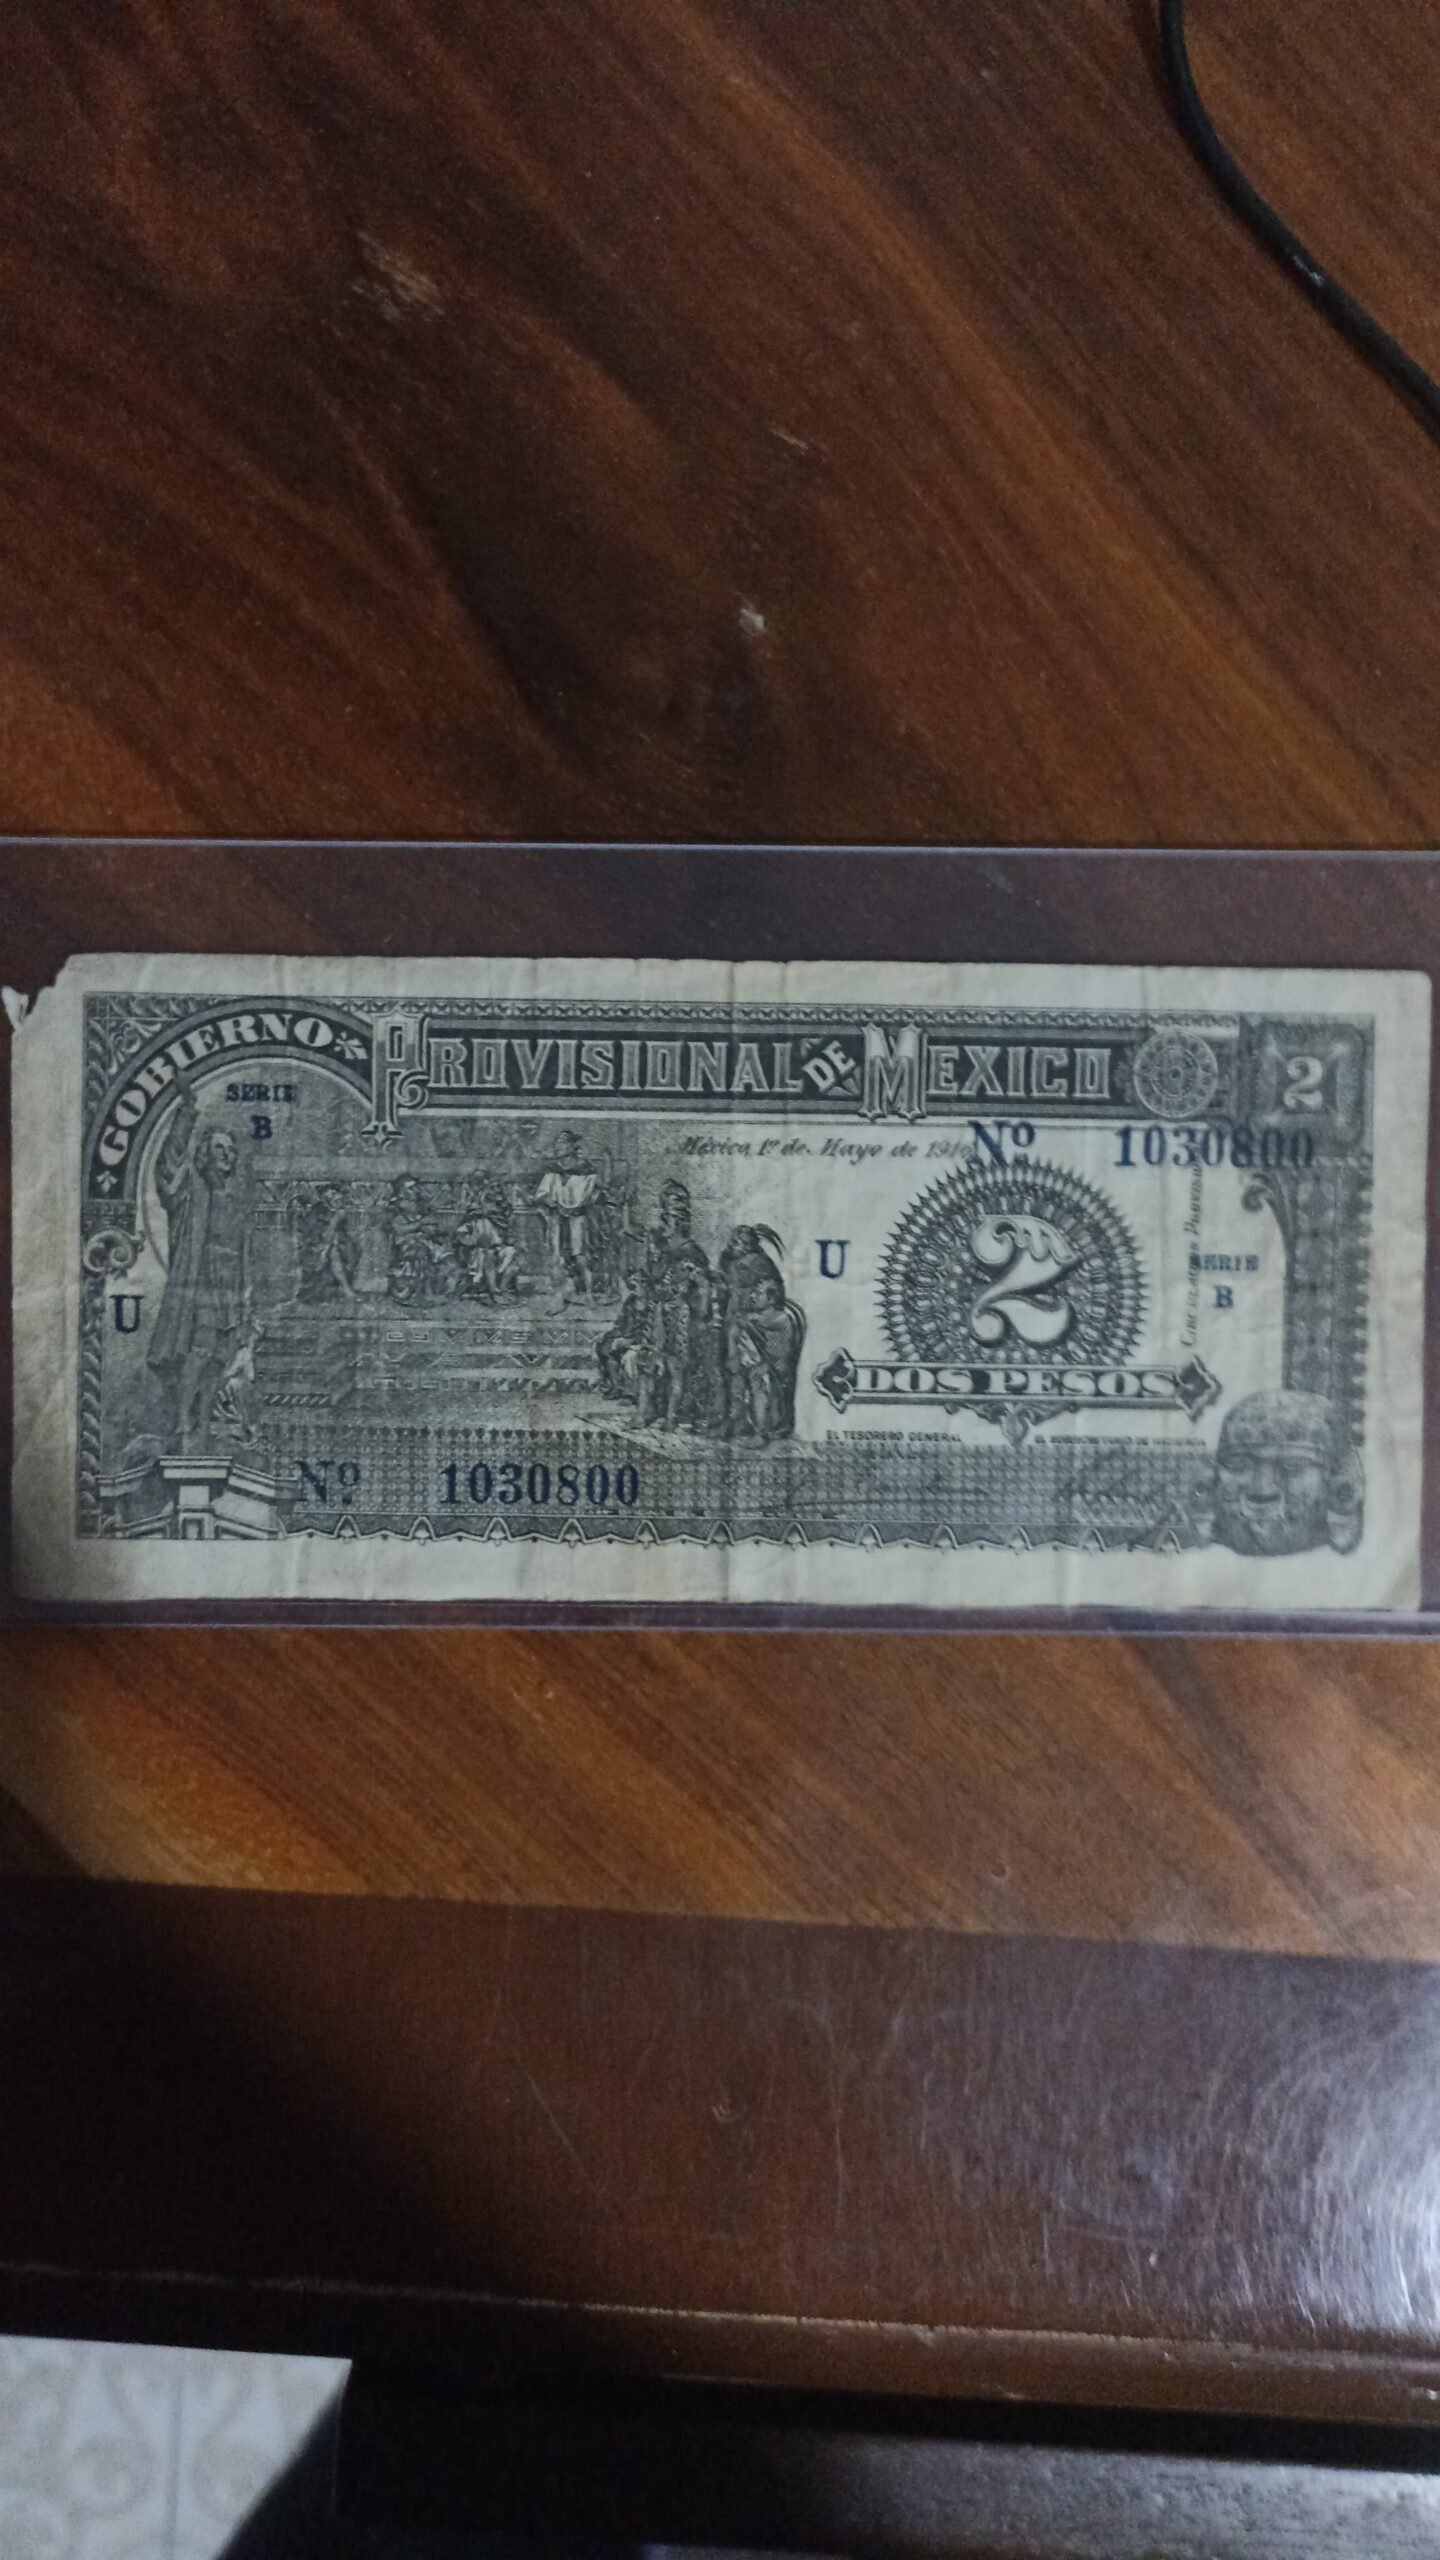 GOBIERNO PROVISIONAL DE MEXICO 2
SERIE
B
México, 1º de Mayo de 1916
Nº 1030800
U
U
2
SERIE
B
DOS PESOS
EL TESORERO GENERAL
Nº 1030800